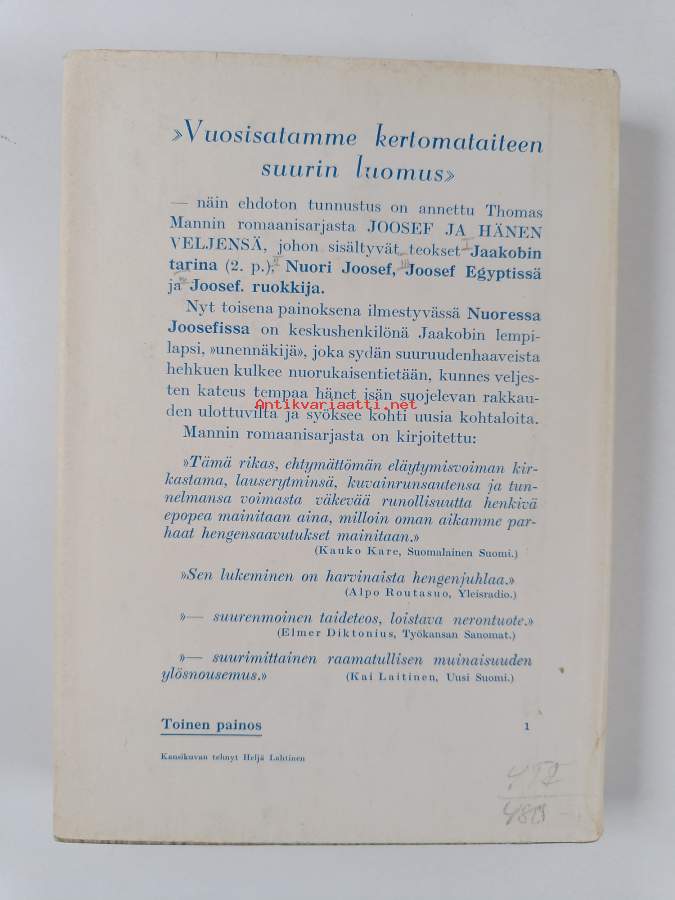 »Vuosisatamme kertomataiteen
suurin luomus»
— näin ehdoton tunnustus on annettu Thomas
Mannin romaanisarjasta JOOSEF JA HÄNEN
VELJENSÄ, johon sisältyvät teokset I Jaakobin
tarina (2. p.), II Nuori Joosef, III Joosef Egyptissä
ja Joosef, ruokkija.
Nyt toisena painoksena ilmestyvässä Nuoressa
Joosefissa on keskushenkilönä Jaakobin lempi-
lapsi, »unennäkijä», joka sydän suuruudenhaaveista
hehkuen kulkee nuorukaisentietään, kunnes veljes-
ten kateus tempaa hänet isän suojelevan rakkau-
den ulottuvilta ja syöksee kohti uusia kohtaloita.
Antikvariaatti.net
Mannin romaanisarjasta on kirjoitettu:
»Tämä rikas, ehtymättömän eläytymisvoiman kir-
kastama, lauserytminsä, kuvainrunsautensa ja tun-
nelmansa voimasta väkevää runollisuutta henkivä
epopea mainitaan aina, milloin oman aikamme par-
haat hengensaavutukset mainitaan.»
(Kauko Kare, Suomalainen Suomi.)
»Sen lukeminen on harvinaista hengenjuhlaa.»
(Alpo Routasuo, Yleisradio.)
»— suurenmoinen taideteos, loistava nerontuote.»
(Elmer Diktonius, Työkansan Sanomat.)
»— suurimittainen raamatullisen muinaisuuden
ylösnousemus.» (Kai Laitinen, Uusi Suomi.)
Toinen painos 1
Kansikuvan tehnyt Heljä Lahtinen